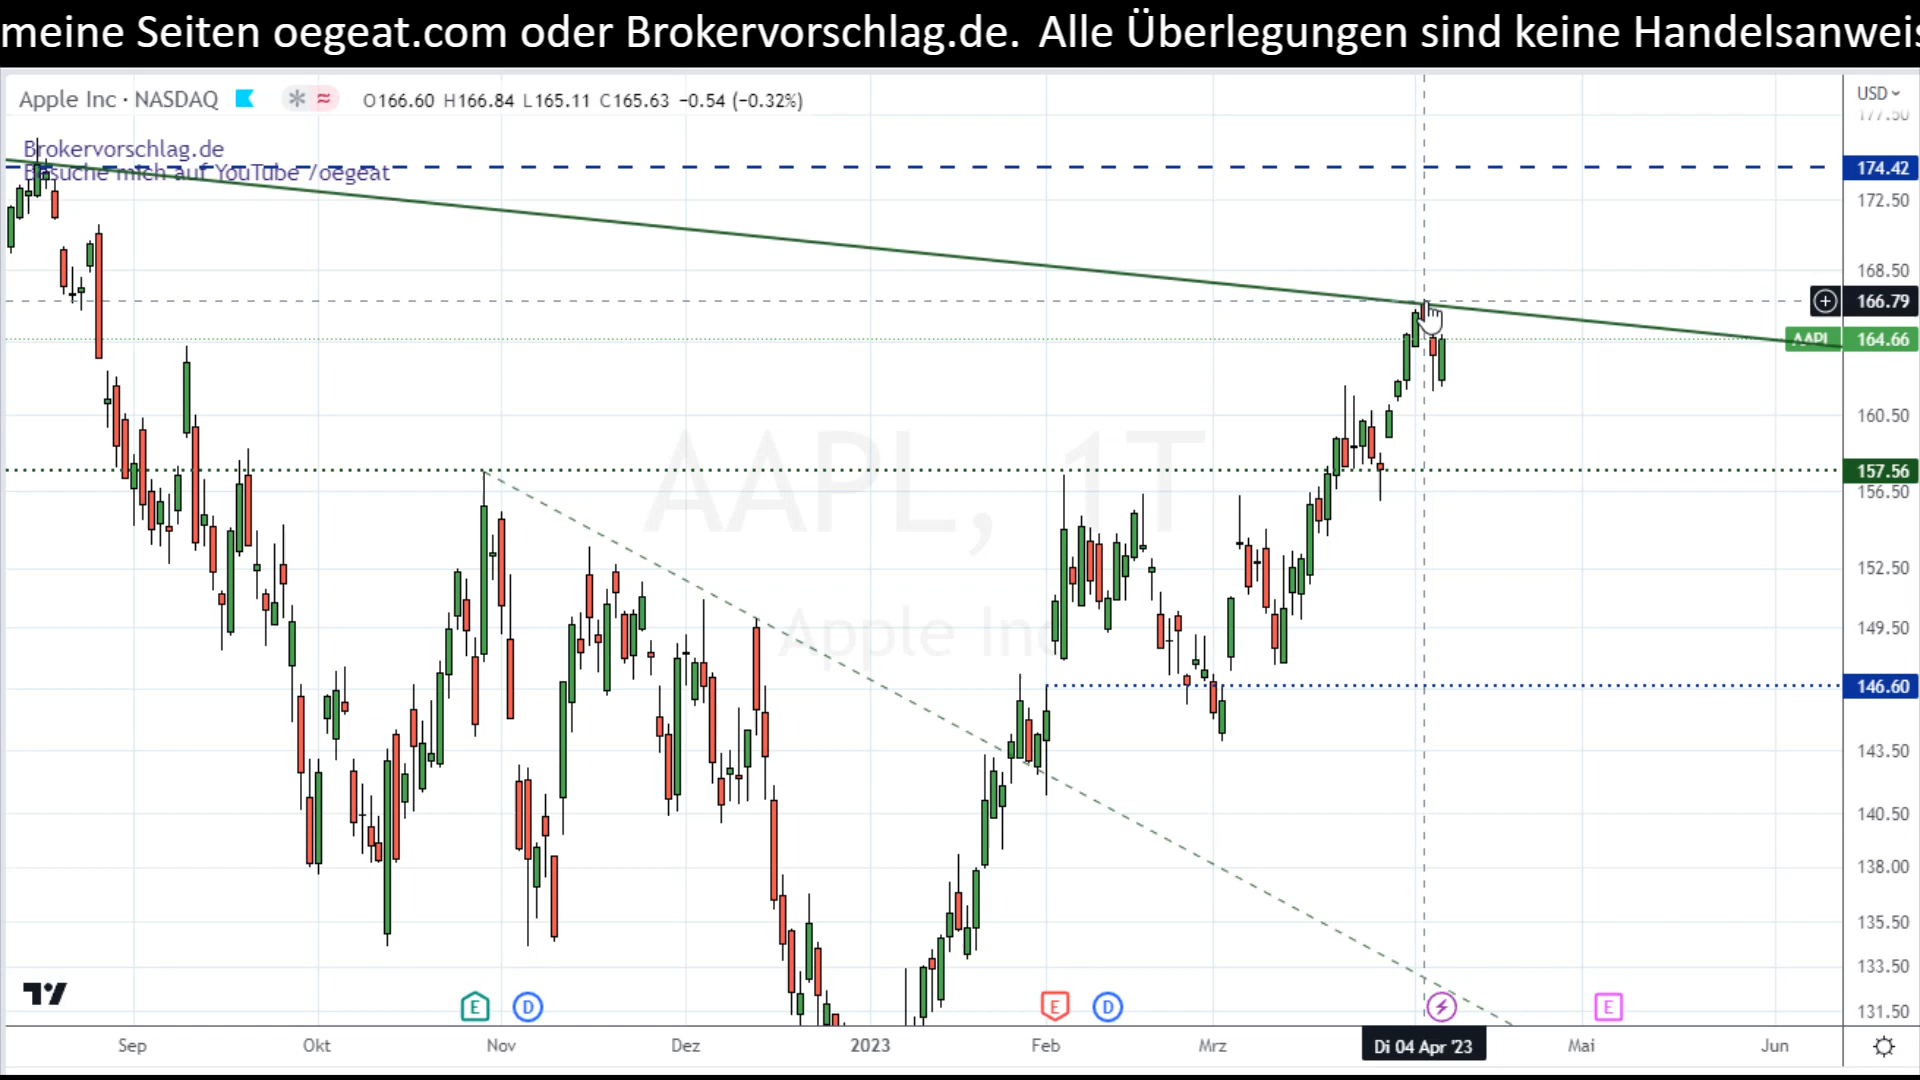 meine Seiten oegeat.com oder Brokervorschlag.de. Alle Überlegungen sind keine Handelsanweis
Apple Inc · NASDAQ O166.60 H166.84 L165.11 C165.63 −0.54 (−0.32%)
USD
177.50
Brokervorschlag.de
Besuche mich auf YouTube /oegeat
174.42
172.50
168.50
166.79
AAPL 164.66
160.50
157.56
156.50
AAPL, 1T
152.50
Apple Inc
149.50
146.60
143.50
140.50
138.00
135.50
133.50
E D E D E
131.50
Sep Okt Nov Dez 2023 Feb Mrz Di 04 Apr '23 Mai Jun